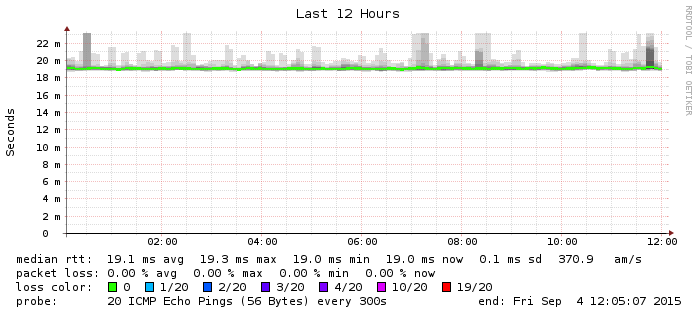 Last 12 Hours
RRDTOOL / TOBI OETIKER
Seconds
22 m
20 m
18 m
16 m
14 m
12 m
10 m
8 m
6 m
4 m
2 m
0
02:00 04:00 06:00 08:00 10:00 12:00
median rtt: 19.1 ms avg 19.3 ms max 19.0 ms min 19.0 ms now 0.1 ms sd 370.9 am/s
packet loss: 0.00 % avg 0.00 % max 0.00 % min 0.00 % now
loss color: 0 1/20 2/20 3/20 4/20 10/20 19/20
probe: 20 ICMP Echo Pings (56 Bytes) every 300s end: Fri Sep 4 12:05:07 2015